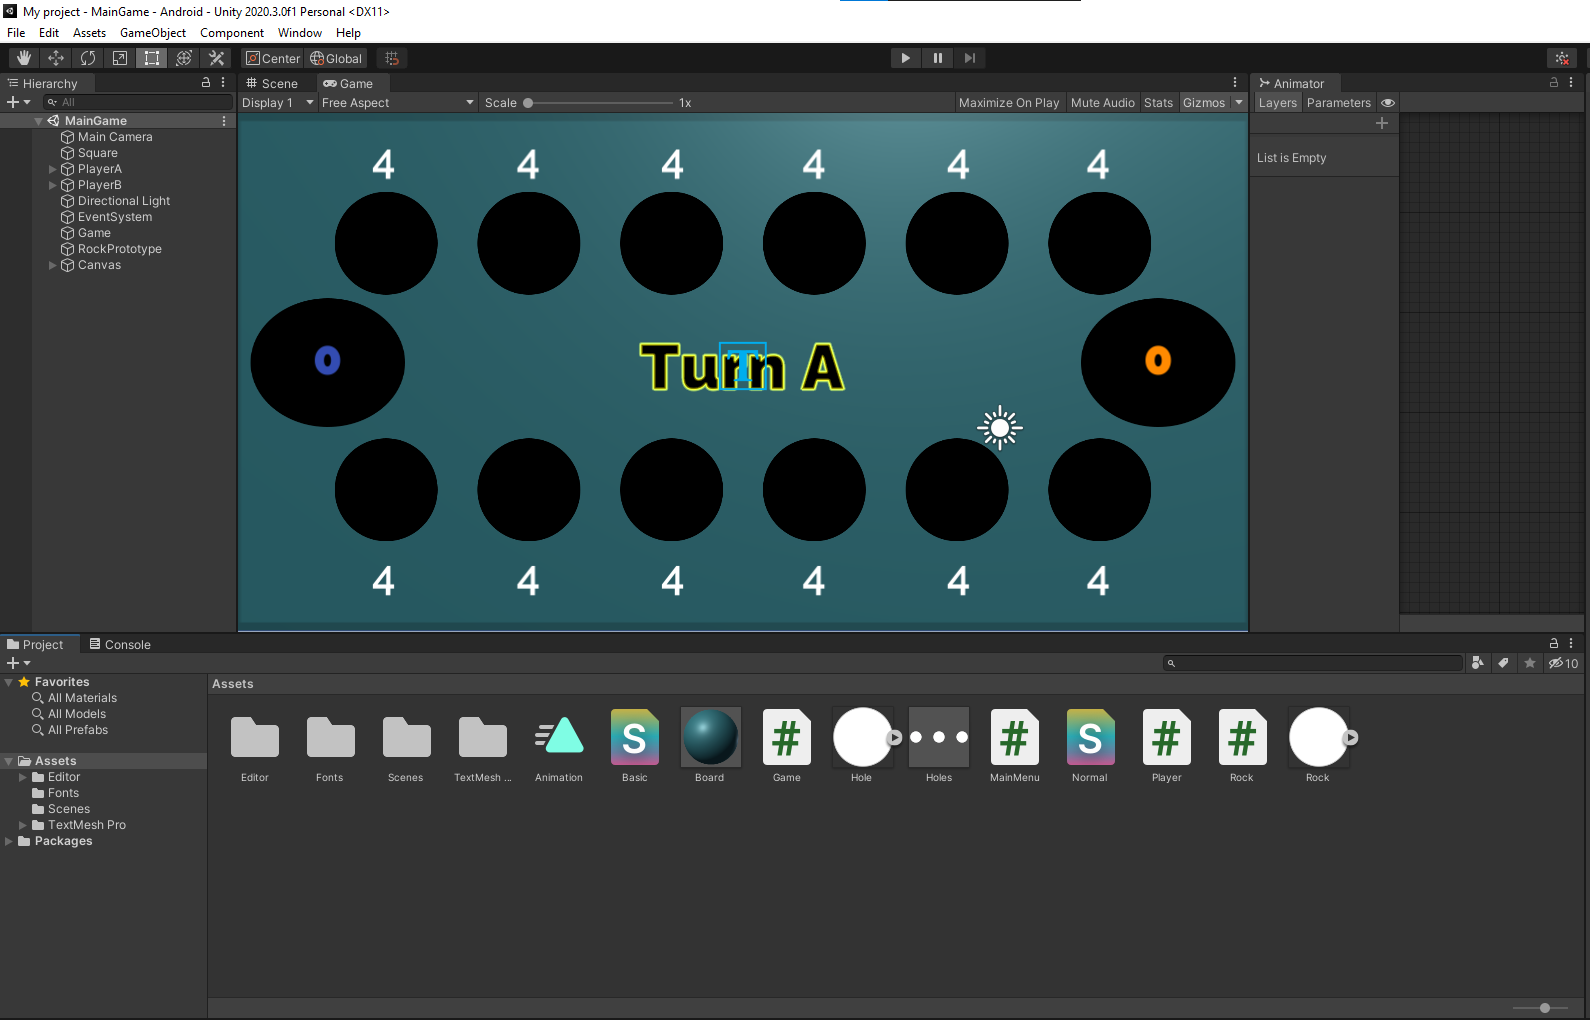 My project - MainGame - Android - Unity 2020.3.0f1 Personal <DX11>
File Edit Assets GameObject Component Window Help
Center Global
Hierarchy
All
MainGame
Main Camera
Square
PlayerA
PlayerB
Directional Light
EventSystem
Game
RockPrototype
Canvas
Scene Game
Display 1 Free Aspect Scale 1x Maximize On Play Mute Audio Stats Gizmos
4 4 4 4 4 4
0 Turn A 0
T
4 4 4 4 4 4
Animator
Layers Parameters
List is Empty
Project Console
10
Favorites
All Materials
All Models
All Prefabs
Assets
Editor
Fonts
Scenes
TextMesh Pro
Packages
Assets
S # # S # #
Editor Fonts Scenes TextMesh ... Animation Basic Board Game Hole Holes MainMenu Normal Player Rock Rock